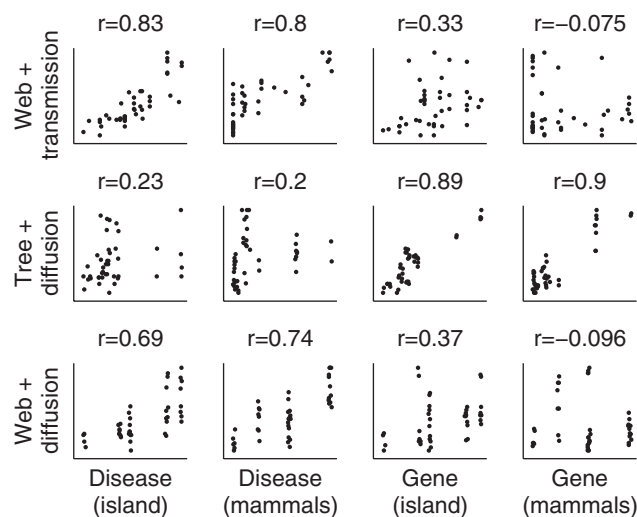 r=0.83 r=0.8 r=0.33 r=−0.075
Web +
transmission
r=0.23 r=0.2 r=0.89 r=0.9
Tree +
diffusion
r=0.69 r=0.74 r=0.37 r=−0.096
Web +
diffusion
Disease Disease Gene Gene
(island) (mammals) (island) (mammals)